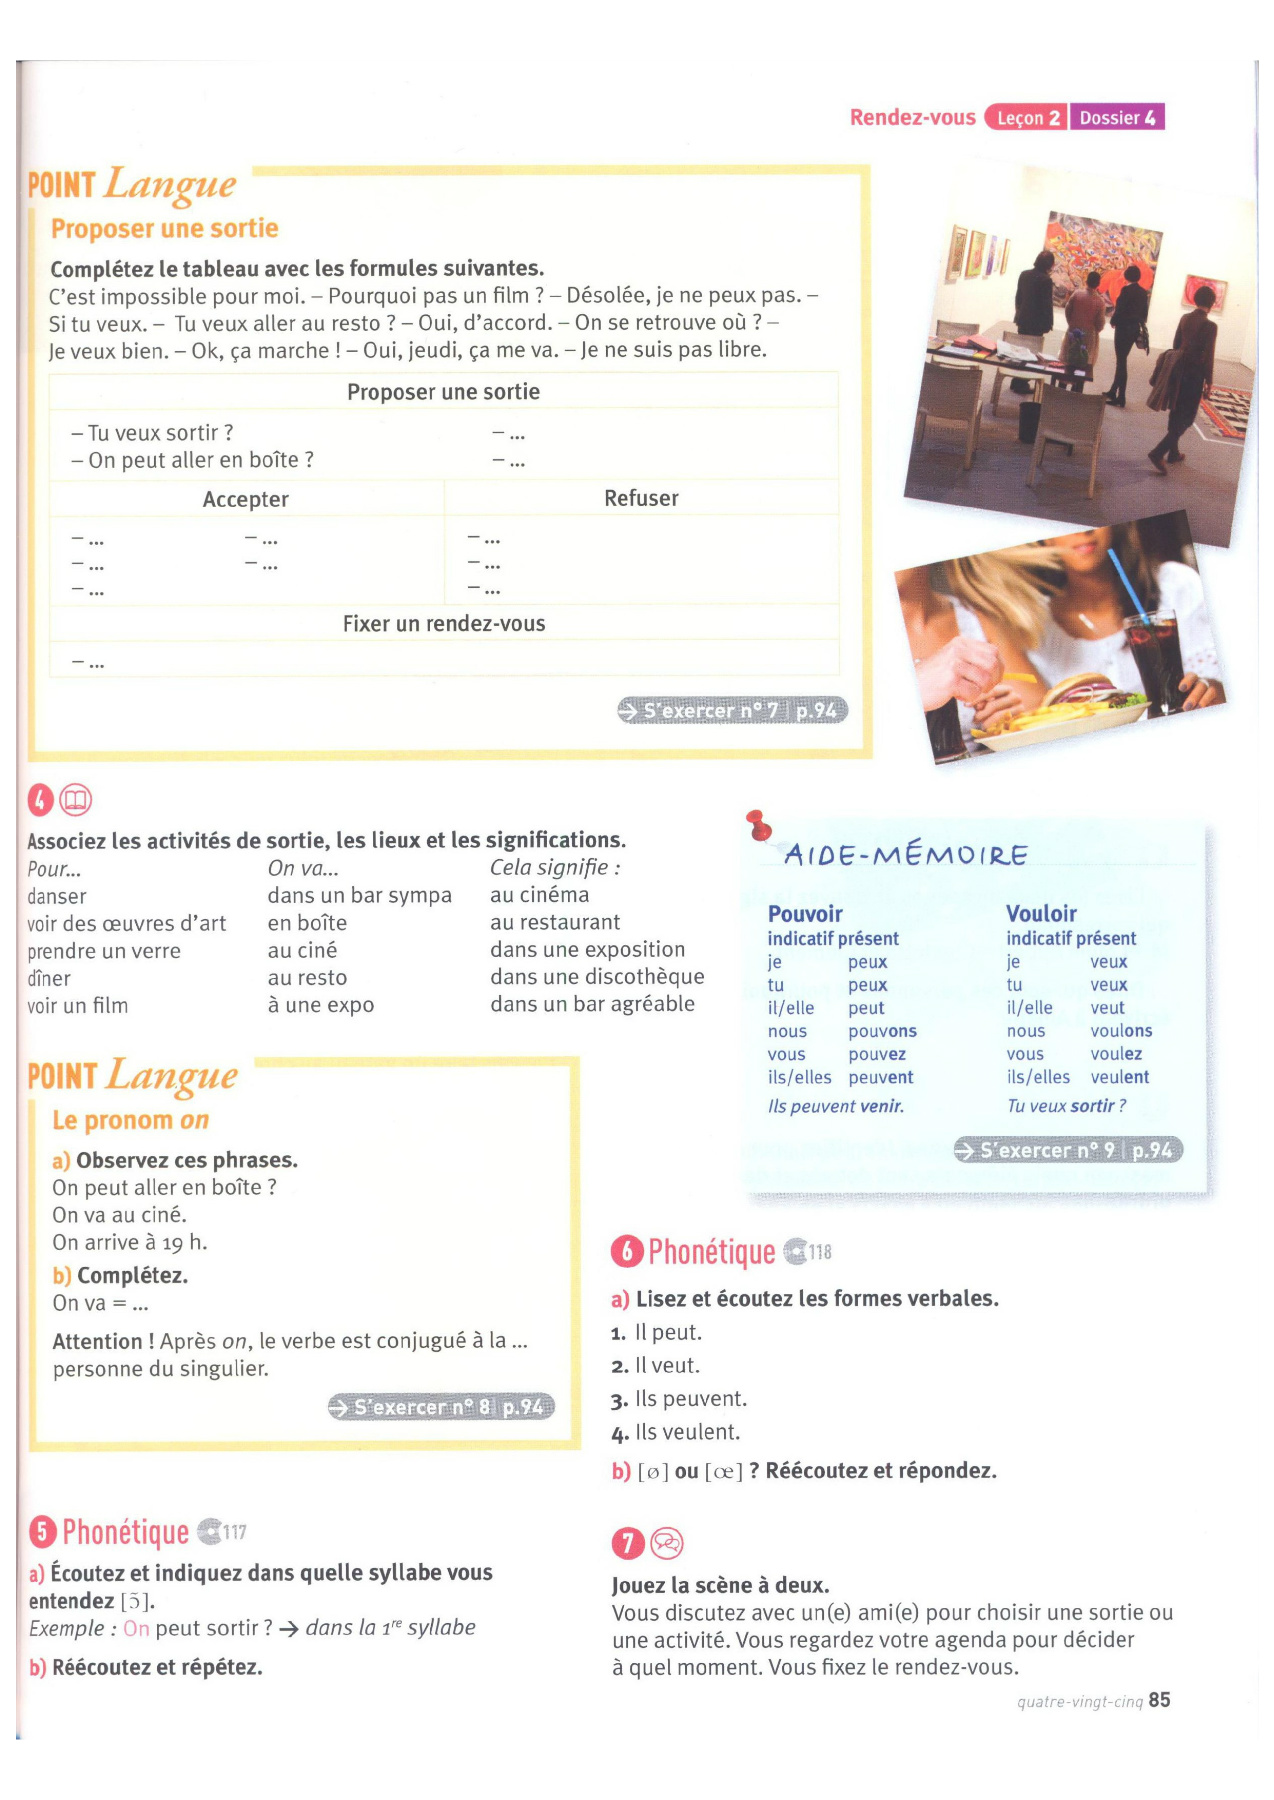 Rendez-vous Leçon 2 Dossier 4
POINT Langue
Proposer une sortie
Complétez le tableau avec les formules suivantes.
C'est impossible pour moi. – Pourquoi pas un film ? – Désolée, je ne peux pas. –
Si tu veux. – Tu veux aller au resto ? – Oui, d'accord. – On se retrouve où ? –
Je veux bien. – Ok, ça marche ! – Oui, jeudi, ça me va. – Je ne suis pas libre.
Proposer une sortie
– Tu veux sortir ? – ...
– On peut aller en boîte ? – ...
Accepter Refuser
– ... – ... – ...
– ... – ... – ...
– ... – ...
Fixer un rendez-vous
– ...
→ S'exercer n° 7 | p.94
4
Associez les activités de sortie, les lieux et les significations.
Pour... On va... Cela signifie :
danser dans un bar sympa au cinéma
voir des œuvres d'art en boîte au restaurant
prendre un verre au ciné dans une exposition
dîner au resto dans une discothèque
voir un film à une expo dans un bar agréable
AIDE-MÉMOIRE
Pouvoir Vouloir
indicatif présent indicatif présent
je peux je veux
tu peux tu veux
il/elle peut il/elle veut
nous pouvons nous voulons
vous pouvez vous voulez
ils/elles peuvent ils/elles veulent
Ils peuvent venir. Tu veux sortir ?
→ S'exercer n° 9 | p.94
POINT Langue
Le pronom on
a) Observez ces phrases.
On peut aller en boîte ?
On va au ciné.
On arrive à 19 h.
b) Complétez.
On va = ...
Attention ! Après on, le verbe est conjugué à la ...
personne du singulier.
→ S'exercer n° 8 | p.94
5 Phonétique 117
a) Écoutez et indiquez dans quelle syllabe vous
entendez [ɔ̃].
Exemple : On peut sortir ? → dans la 1re syllabe
b) Réécoutez et répétez.
6 Phonétique 118
a) Lisez et écoutez les formes verbales.
1. Il peut.
2. Il veut.
3. Ils peuvent.
4. Ils veulent.
b) [ø] ou [œ] ? Réécoutez et répondez.
7
Jouez la scène à deux.
Vous discutez avec un(e) ami(e) pour choisir une sortie ou
une activité. Vous regardez votre agenda pour décider
à quel moment. Vous fixez le rendez-vous.
quatre-vingt-cinq 85